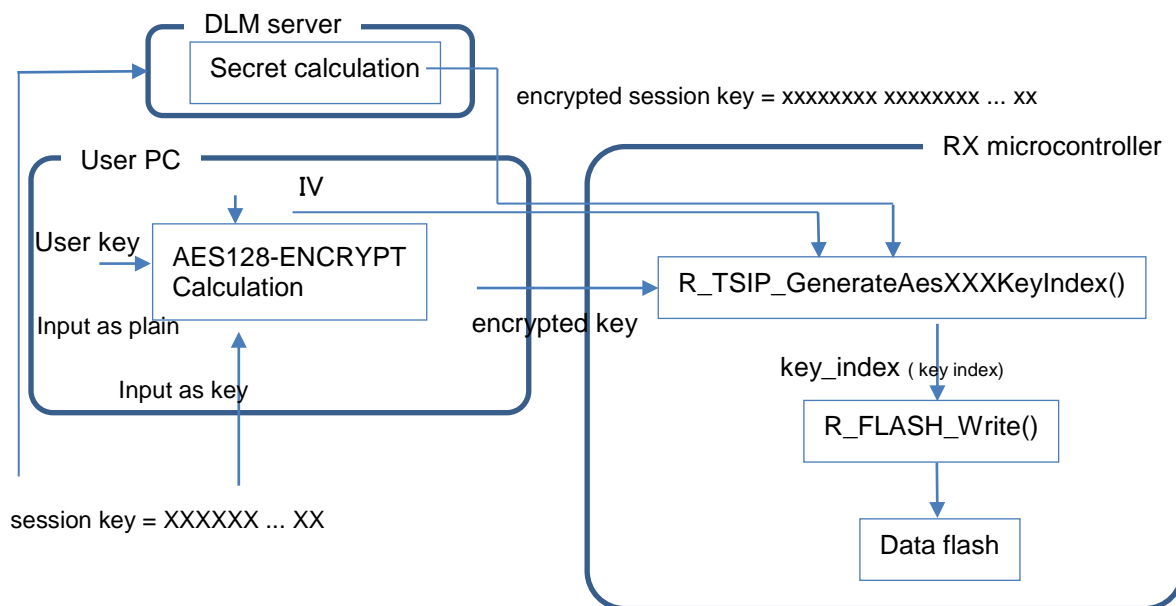 DLM server
Secret calculation
encrypted session key = xxxxxxxx xxxxxxxx ... xx
User PC
RX microcontroller
IV
User key
AES128-ENCRYPT
Calculation
R_TSIP_GenerateAesXXXKeyIndex()
Input as plain
encrypted key
Input as key
key_index ( key index)
R_FLASH_Write()
session key = XXXXXX ... XX
Data flash